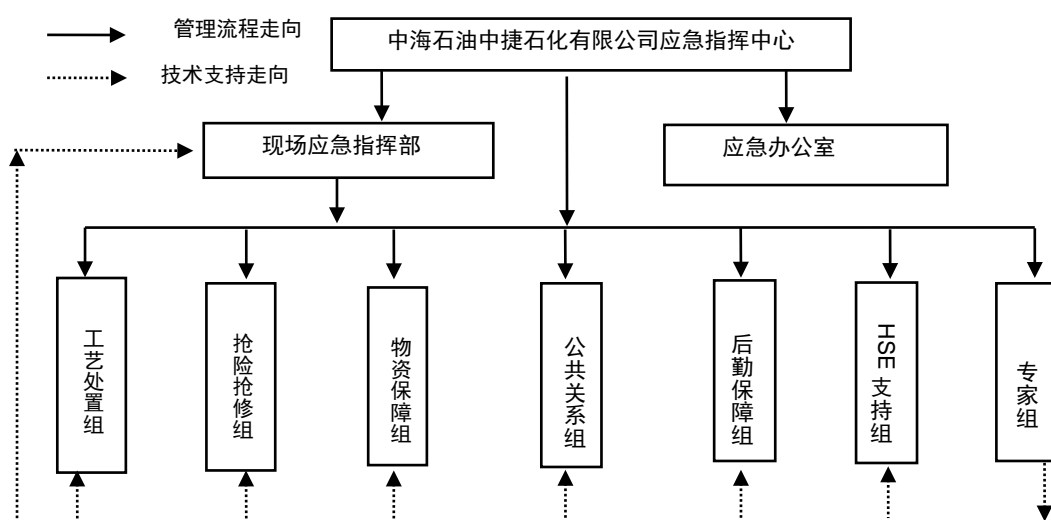 管理流程走向
中海石油中捷石化有限公司应急指挥中心
技术支持走向
现场应急指挥部
应急办公室
工艺处置组
抢险抢修组
物资保障组
公共关系组
后勤保障组
HSE 支持组
专家组